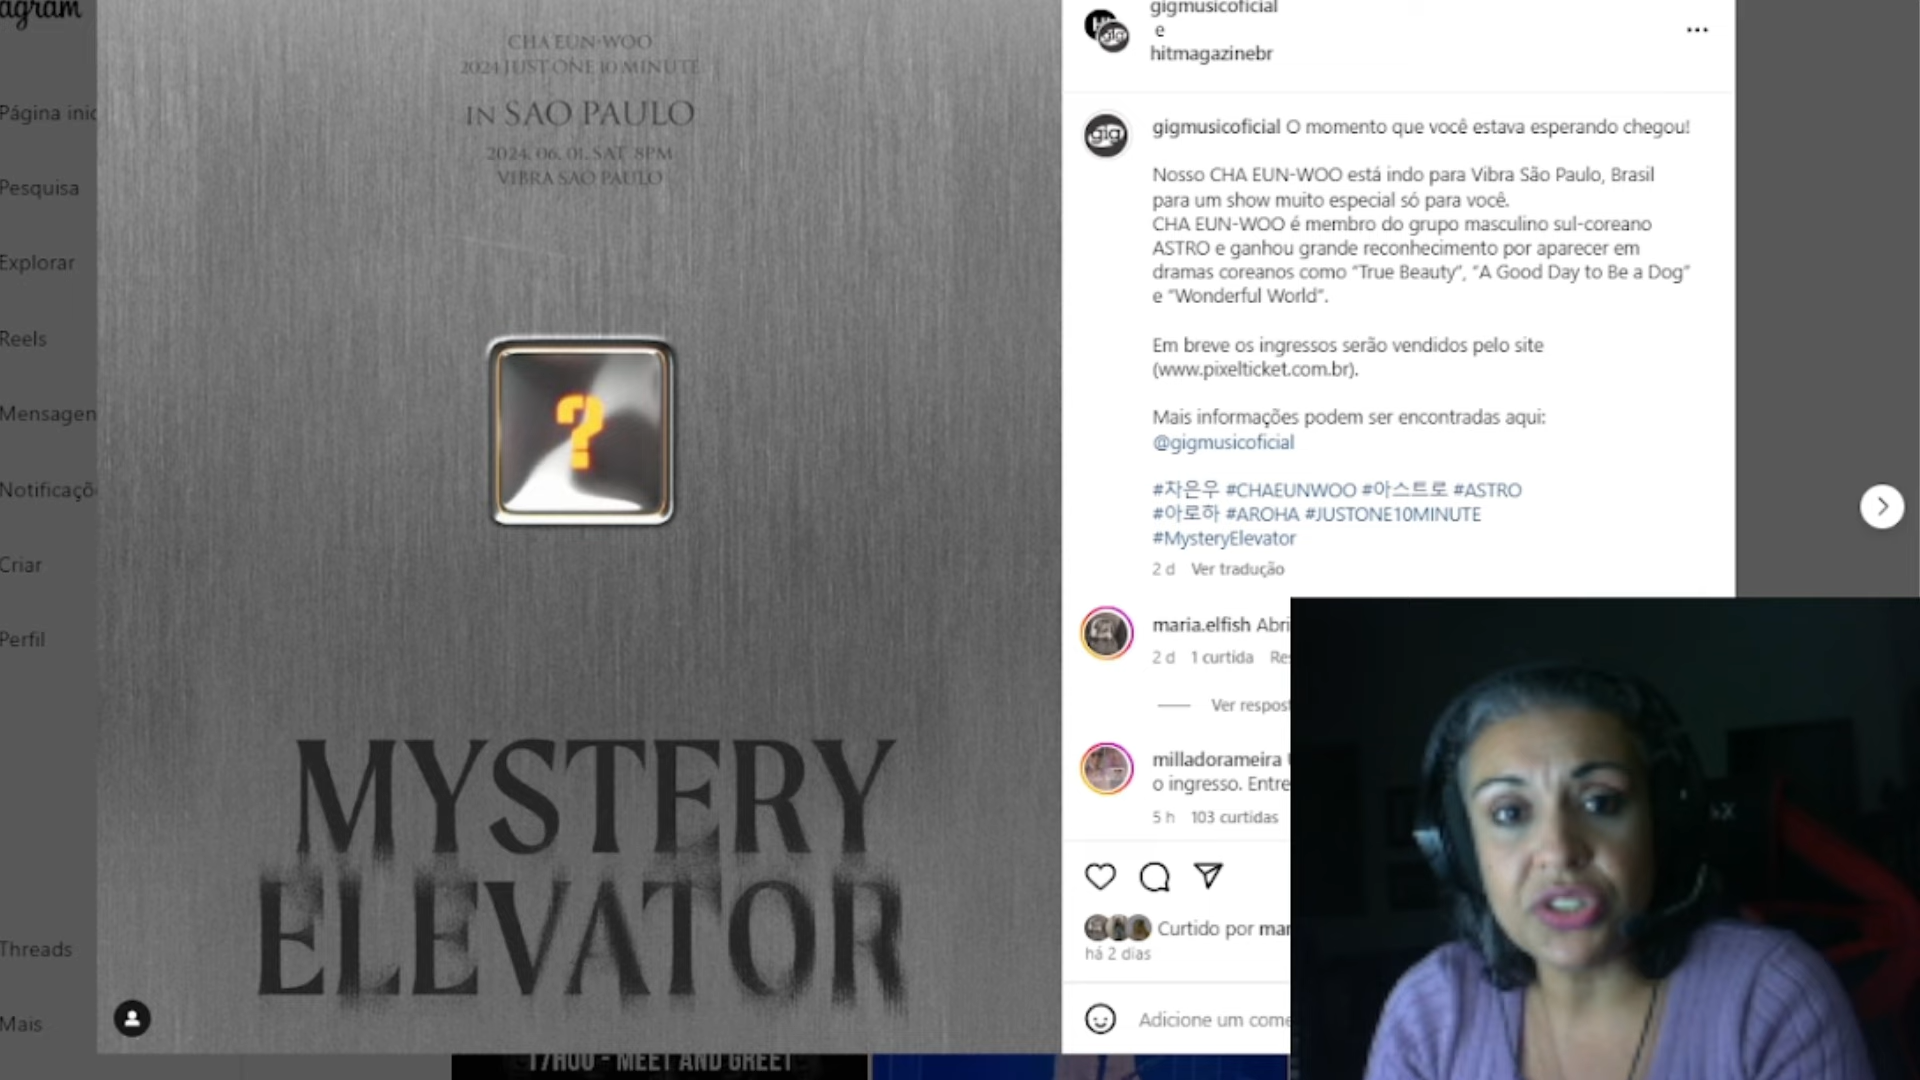 agram
Página inic
Pesquisa
Explorar
Reels
Mensagen
Notificaçõ
Criar
Perfil
Threads
Mais
CHA EUN-WOO
2024 JUST ONE 10 MINUTE
IN SAO PAULO
2024. 06. 01. SAT 8PM
VIBRA SAO PAULO
?
MYSTERY
ELEVATOR
17H00 - MEET AND GREET
gigmusicoficial
e
hitmagazinebr
gig
gigmusicoficial O momento que você estava esperando chegou!
Nosso CHA EUN-WOO está indo para Vibra São Paulo, Brasil
para um show muito especial só para você.
CHA EUN-WOO é membro do grupo masculino sul-coreano
ASTRO e ganhou grande reconhecimento por aparecer em
dramas coreanos como “True Beauty”, “A Good Day to Be a Dog”
e “Wonderful World”.
Em breve os ingressos serão vendidos pelo site
(www.pixelticket.com.br).
Mais informações podem ser encontradas aqui:
@gigmusicoficial
#차은우 #CHAEUNWOO #아스트로 #ASTRO
#아로하 #AROHA #JUSTONE10MINUTE
#MysteryElevator
2 d Ver tradução
maria.elfish Abri
2 d 1 curtida Res
Ver respost
milladorameira
o ingresso. Entre
5 h 103 curtidas
Curtido por mar
há 2 dias
Adicione um come